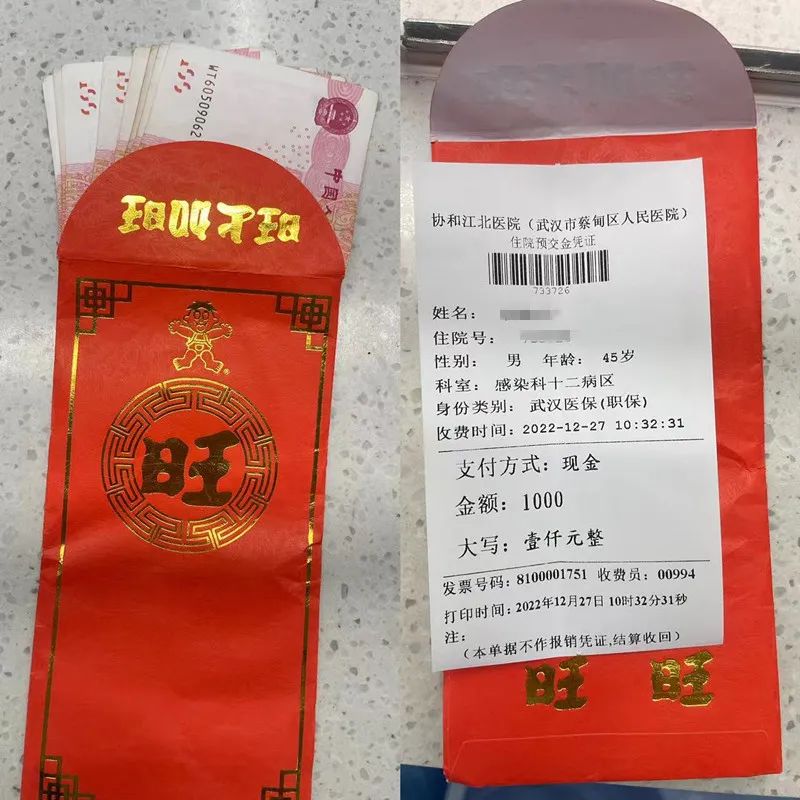 WT60509062
中国
旺
®
协和江北医院（武汉市蔡甸区人民医院）
住院预交金凭证
733726
姓名：
住院号：
性别： 男 年龄： 45岁
科室： 感染科十二病区
身份类别： 武汉医保(职保)
收费时间：2022-12-27 10:32:31
支付方式：现金
金额：1000
大写：壹仟元整
发票号码：8100001751 收费员：00994
打印时间：2022年12月27日 10时32分31秒
注：
（本单据不作报销凭证,结算收回）
旺 旺